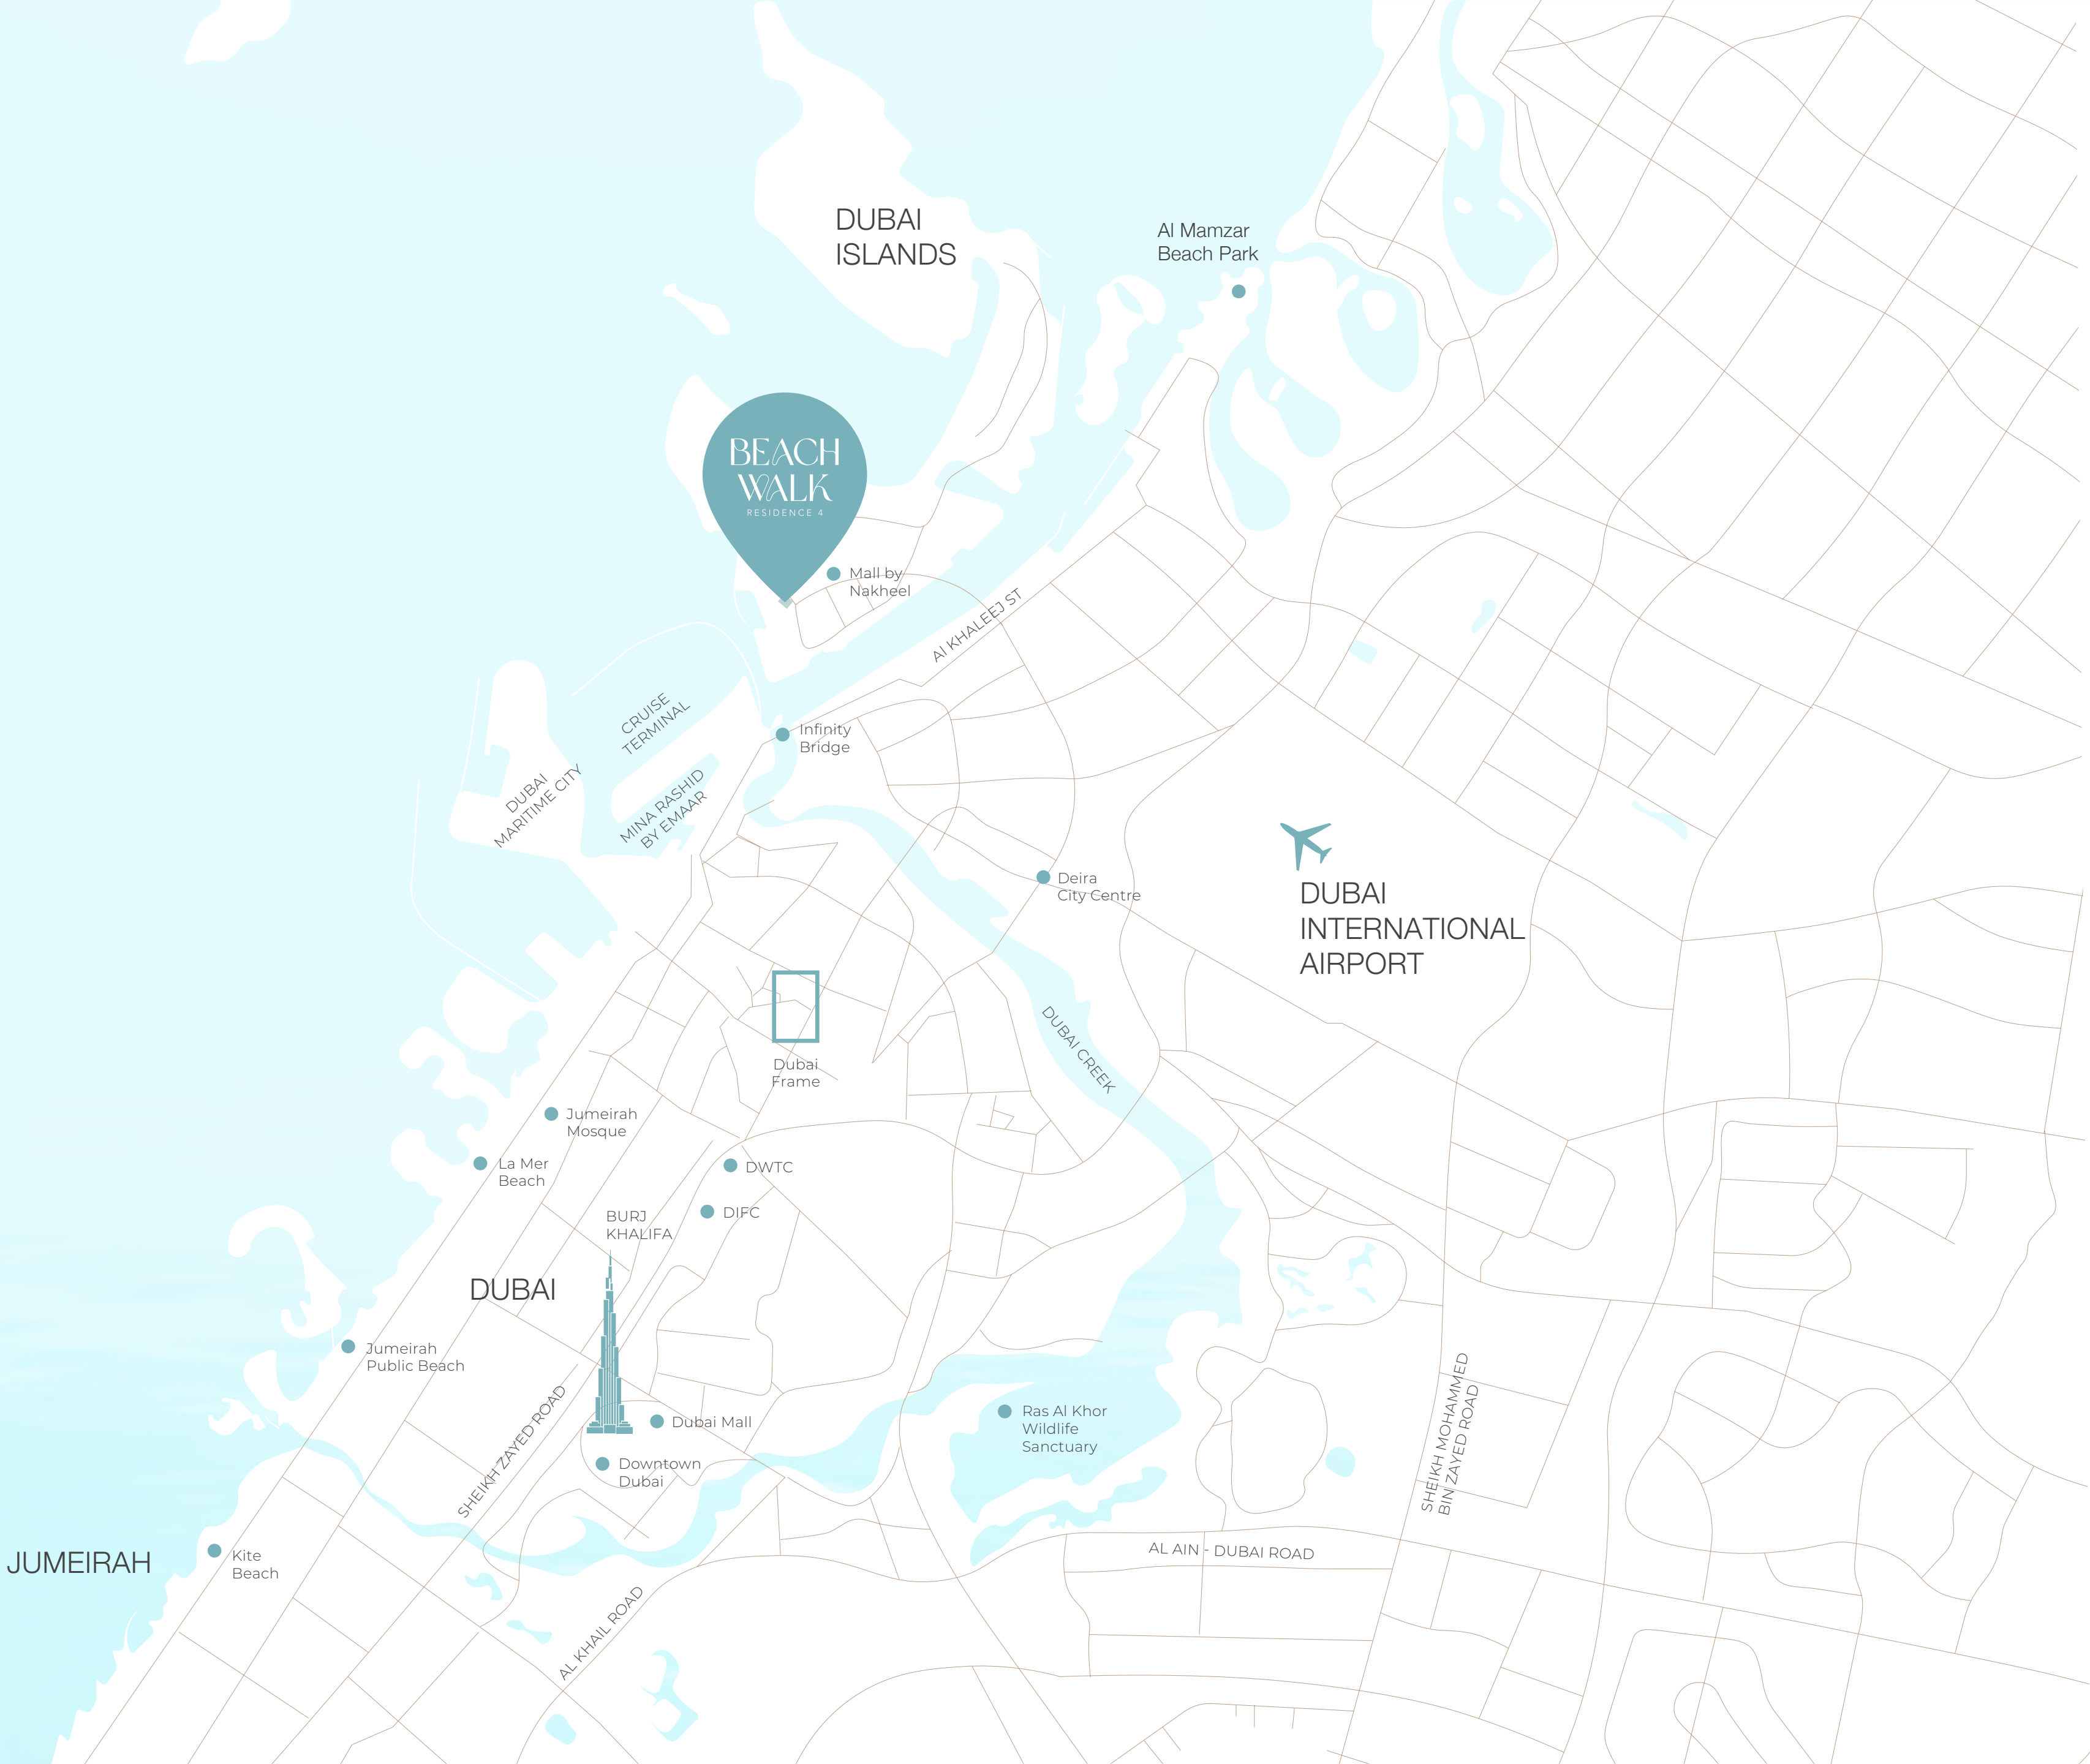 DUBAI
ISLANDS
Al Mamzar
Beach Park
BEACH
WALK
RESIDENCE 4
Mall by
Nakheel
Al KHALEEJ ST
CRUISE
TERMINAL
Infinity
Bridge
DUBAI
MARITIME CITY
MINA RASHID
BY EMAAR
Deira
City Centre
DUBAI
INTERNATIONAL
AIRPORT
DUBAI CREEK
Dubai
Frame
Jumeirah
Mosque
La Mer
Beach
DWTC
DIFC
BURJ
KHALIFA
DUBAI
Jumeirah
Public Beach
SHEIKH ZAYED ROAD
Dubai Mall
Downtown
Dubai
Ras Al Khor
Wildlife
Sanctuary
SHEIKH MOHAMMED
BIN ZAYED ROAD
JUMEIRAH
Kite
Beach
AL AIN - DUBAI ROAD
AL KHAIL ROAD